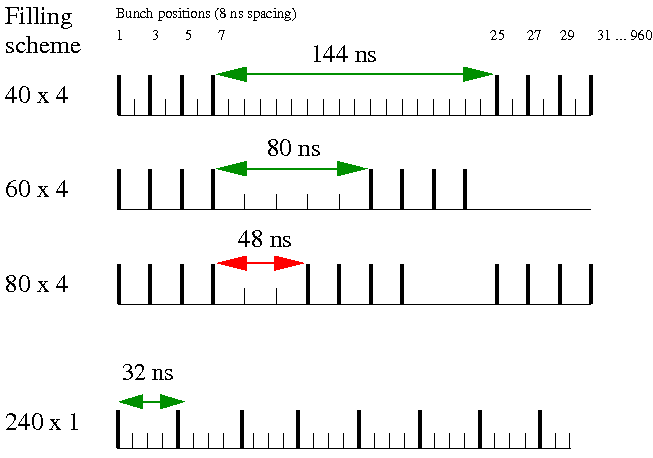 Filling
scheme
Bunch positions (8 ns spacing)
1 3 5 7 25 27 29 31 ... 960
144 ns
40 x 4
80 ns
60 x 4
48 ns
80 x 4
32 ns
240 x 1